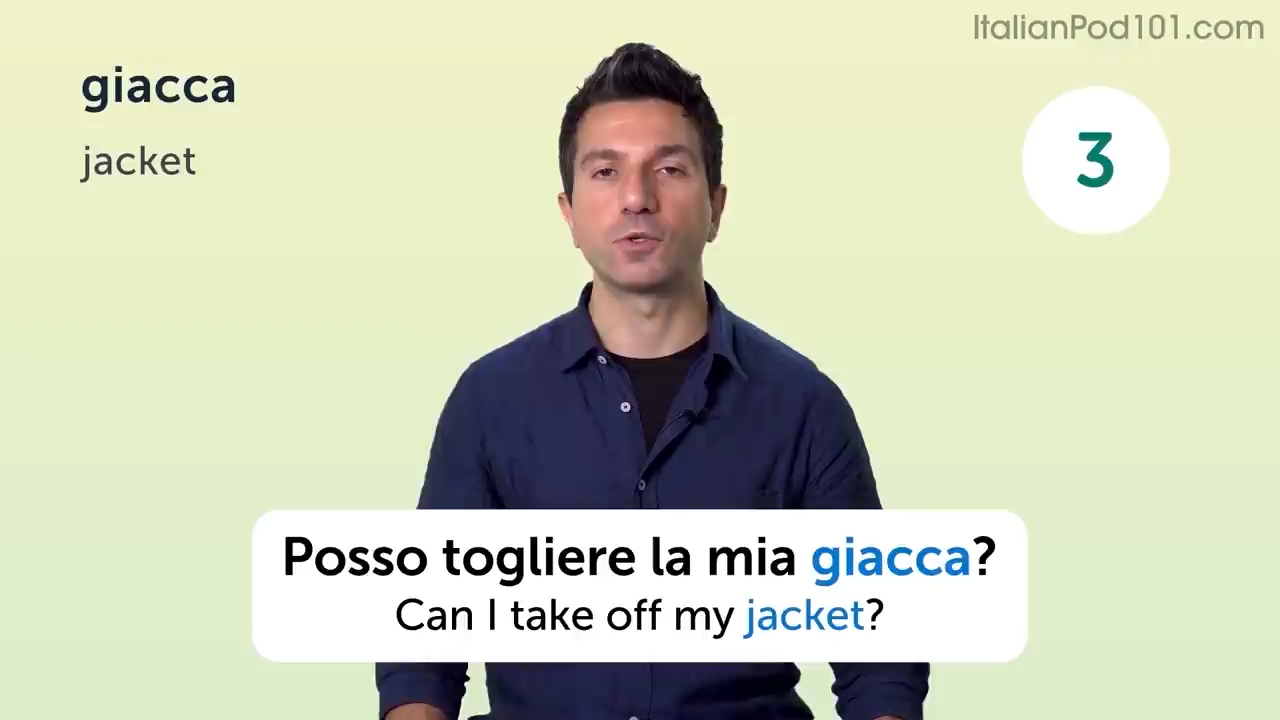 ItalianPod101.com
giacca
jacket
3
Posso togliere la mia giacca?
Can I take off my jacket?